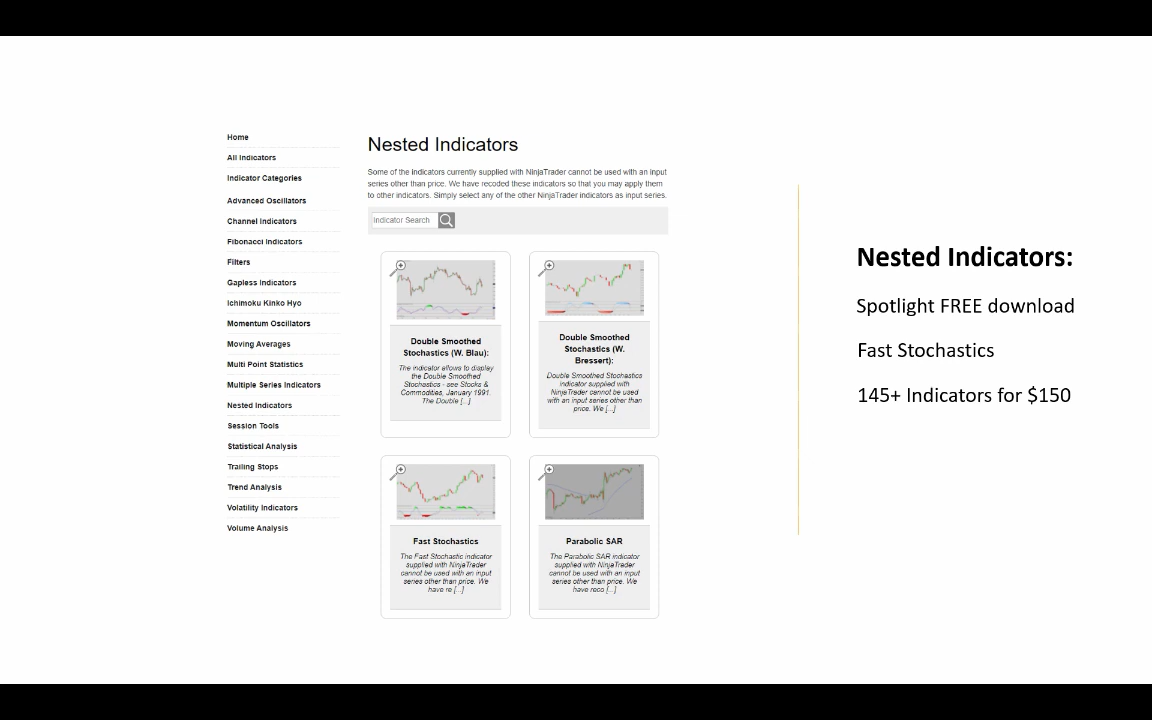 Home
All Indicators
Indicator Categories
Advanced Oscillators
Channel Indicators
Fibonacci Indicators
Filters
Gapless Indicators
Ichimoku Kinko Hyo
Momentum Oscillators
Moving Averages
Multi Point Statistics
Multiple Series Indicators
Nested Indicators
Session Tools
Statistical Analysis
Trailing Stops
Trend Analysis
Volatility Indicators
Volume Analysis
Nested Indicators
Some of the indicators currently supplied with NinjaTrader cannot be used with an input
series other than price. We have recoded these indicators so that you may apply them
to other indicators. Simply select any of the other NinjaTrader indicators as input series.
Indicator Search
Double Smoothed
Stochastics (W. Blau):
The indicator allows to display
the Double Smoothed
Stochastics - see Stocks &
Commodities, January 1991.
The Double [...]
Double Smoothed
Stochastics (W.
Bressert):
Double Smoothed Stochastics
indicator supplied with
NinjaTrader cannot be used
with an input series other than
price. We [...]
Fast Stochastics
The Fast Stochastic indicator
supplied with NinjaTrader
cannot be used with an input
series other than price. We
have re [...]
Parabolic SAR
The Parabolic SAR indicator
supplied with NinjaTrader
cannot be used with an input
series other than price. We
have reco [...]
Nested Indicators:
Spotlight FREE download
Fast Stochastics
145+ Indicators for $150